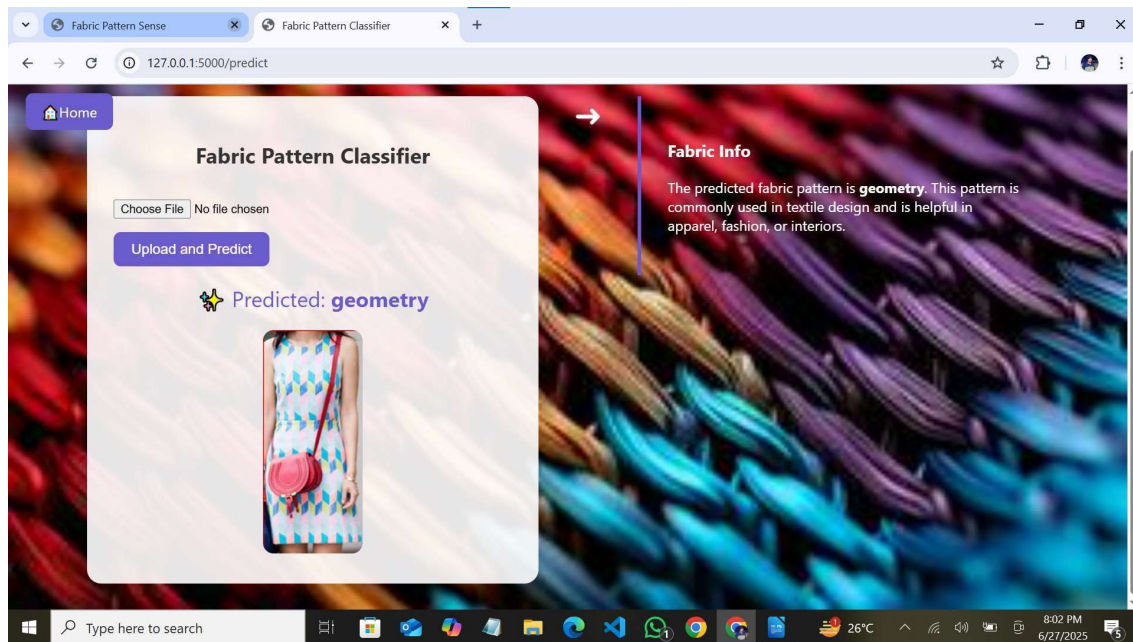 Fabric Pattern Sense
Fabric Pattern Classifier
127.0.0.1:5000/predict
Home
Fabric Pattern Classifier
Choose File No file chosen
Upload and Predict
Predicted: geometry
Fabric Info
The predicted fabric pattern is geometry. This pattern is
commonly used in textile design and is helpful in
apparel, fashion, or interiors.
Type here to search
1
1
26°C
8:02 PM
6/27/2025
5